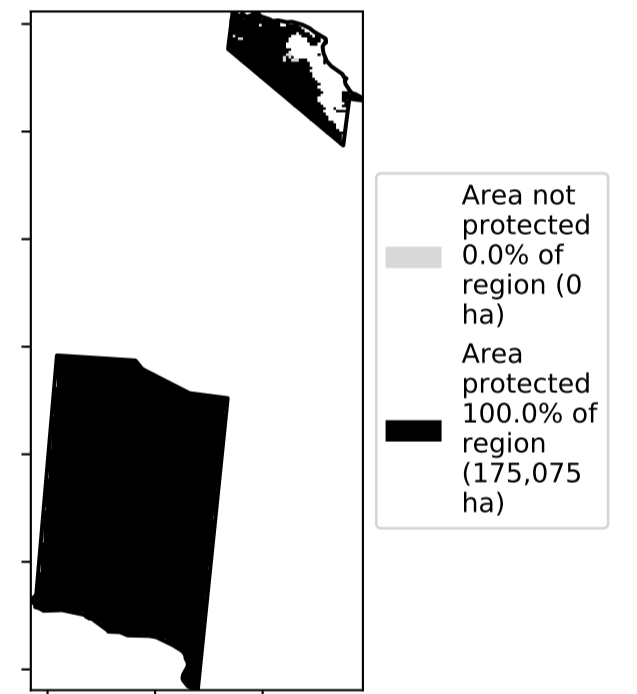 Area not
protected
0.0% of
region (0
ha)
Area
protected
100.0% of
region
(175,075
ha)